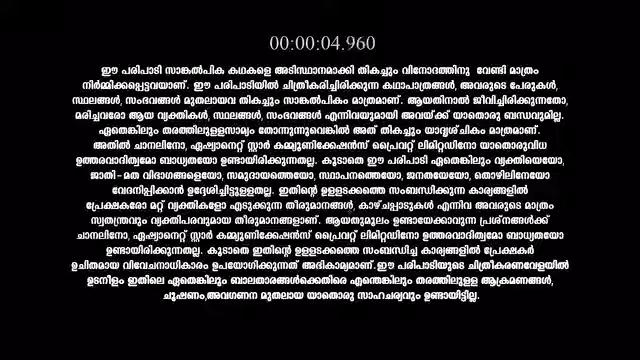 00:00:04.960
ഈ പരിപാടി സാങ്കൽപിക കഥകളെ അടിസ്ഥാനമാക്കി തികച്ചും വിനോദത്തിനു വേണ്ടി മാത്രം
നിർമ്മിക്കപ്പെട്ടവയാണ്. ഈ പരിപാടിയിൽ ചിത്രീകരിച്ചിരിക്കുന്ന കഥാപാത്രങ്ങൾ, അവരുടെ പേരുകൾ,
സ്ഥലങ്ങൾ, സംഭവങ്ങൾ മുതലായവ തികച്ചും സാങ്കൽപികം മാത്രമാണ്. ആയതിനാൽ ജീവിച്ചിരിക്കുന്നതോ,
മരിച്ചവരോ ആയ വ്യക്തികൾ, സ്ഥലങ്ങൾ, സംഭവങ്ങൾ എന്നിവയുമായി അവയ്ക്ക് യാതൊരു ബന്ധവുമില്ല.
ഏതെങ്കിലും തരത്തിലുളളസാമ്യം തോന്നുന്നുവെങ്കിൽ അത് തികച്ചും യാദൃശ്ചികം മാത്രമാണ്.
അതിൽ ചാനലിനോ, ഏഷ്യാനെറ്റ് സ്റ്റാർ കമ്മ്യൂണിക്കേഷൻസ് പ്രൈവറ്റ് ലിമിറ്റഡിനോ യാതൊരുവിധ
ഉത്തരവാദിത്വമോ ബാധ്യതയോ ഉണ്ടായിരിക്കുന്നതല്ല. കൂടാതെ ഈ പരിപാടി ഏതെങ്കിലും വ്യക്തിയെയോ,
ജാതി-മത വിഭാഗങ്ങളെയോ, സമുദായത്തെയോ, സ്ഥാപനത്തെയോ, ജനതയേയോ, തൊഴിലിനേയോ
വേദനിപ്പിക്കാൻ ഉദ്ദേശിച്ചിട്ടുളളതല്ല. ഇതിന്റെ ഉളളടക്കത്തെ സംബന്ധിക്കുന്ന കാര്യങ്ങളിൽ
പ്രേക്ഷകരോ മറ്റ് വ്യക്തികളോ എടുക്കുന്ന തീരുമാനങ്ങൾ, കാഴ്ചപ്പാടുകൾ എന്നിവ അവരുടെ മാത്രം
സ്വതന്ത്രവും വ്യക്തിപരവുമായ തീരുമാനങ്ങളാണ്. ആയതുമൂലം ഉണ്ടായേക്കാവുന്ന പ്രശ്നങ്ങൾക്ക്
ചാനലിനോ, ഏഷ്യാനെറ്റ് സ്റ്റാർ കമ്മ്യൂണിക്കേഷൻസ് പ്രൈവറ്റ് ലിമിറ്റഡിനോ ഉത്തരവാദിത്വമോ ബാധ്യതയോ
ഉണ്ടായിരിക്കുന്നതല്ല. കൂടാതെ ഇതിന്റെ ഉളളടക്കത്തെ സംബന്ധിച്ച കാര്യങ്ങളിൽ പ്രേക്ഷകർ
ഉചിതമായ വിവേചനാധികാരം ഉപയോഗിക്കുന്നത് അഭികാമ്യമാണ്.ഈ പരിപാടിയുടെ ചിത്രീകരണവേളയിൽ
ഉടനീളം ഇതിലെ ഏതെങ്കിലും ബാലതാരങ്ങൾക്കെതിരെ എന്തെങ്കിലും തരത്തിലുളള ആക്രമണങ്ങൾ,
ചൂഷണം,അവഗണന മുതലായ യാതൊരു സാഹചര്യവും ഉണ്ടായിട്ടില്ല.